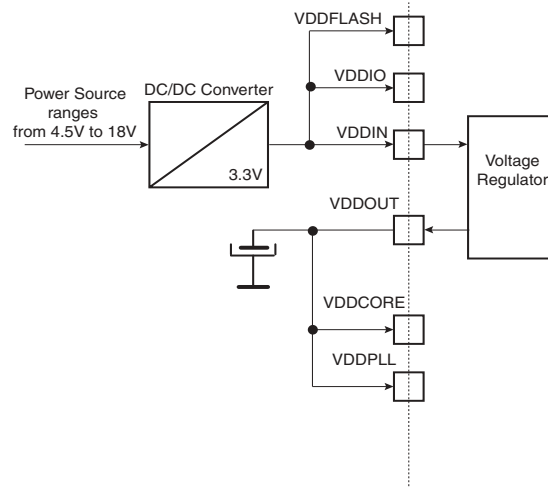 VDDFLASH
Power Source
ranges
from 4.5V to 18V
DC/DC Converter
3.3V
VDDIO
VDDIN
Voltage
Regulator
VDDOUT
VDDCORE
VDDPLL